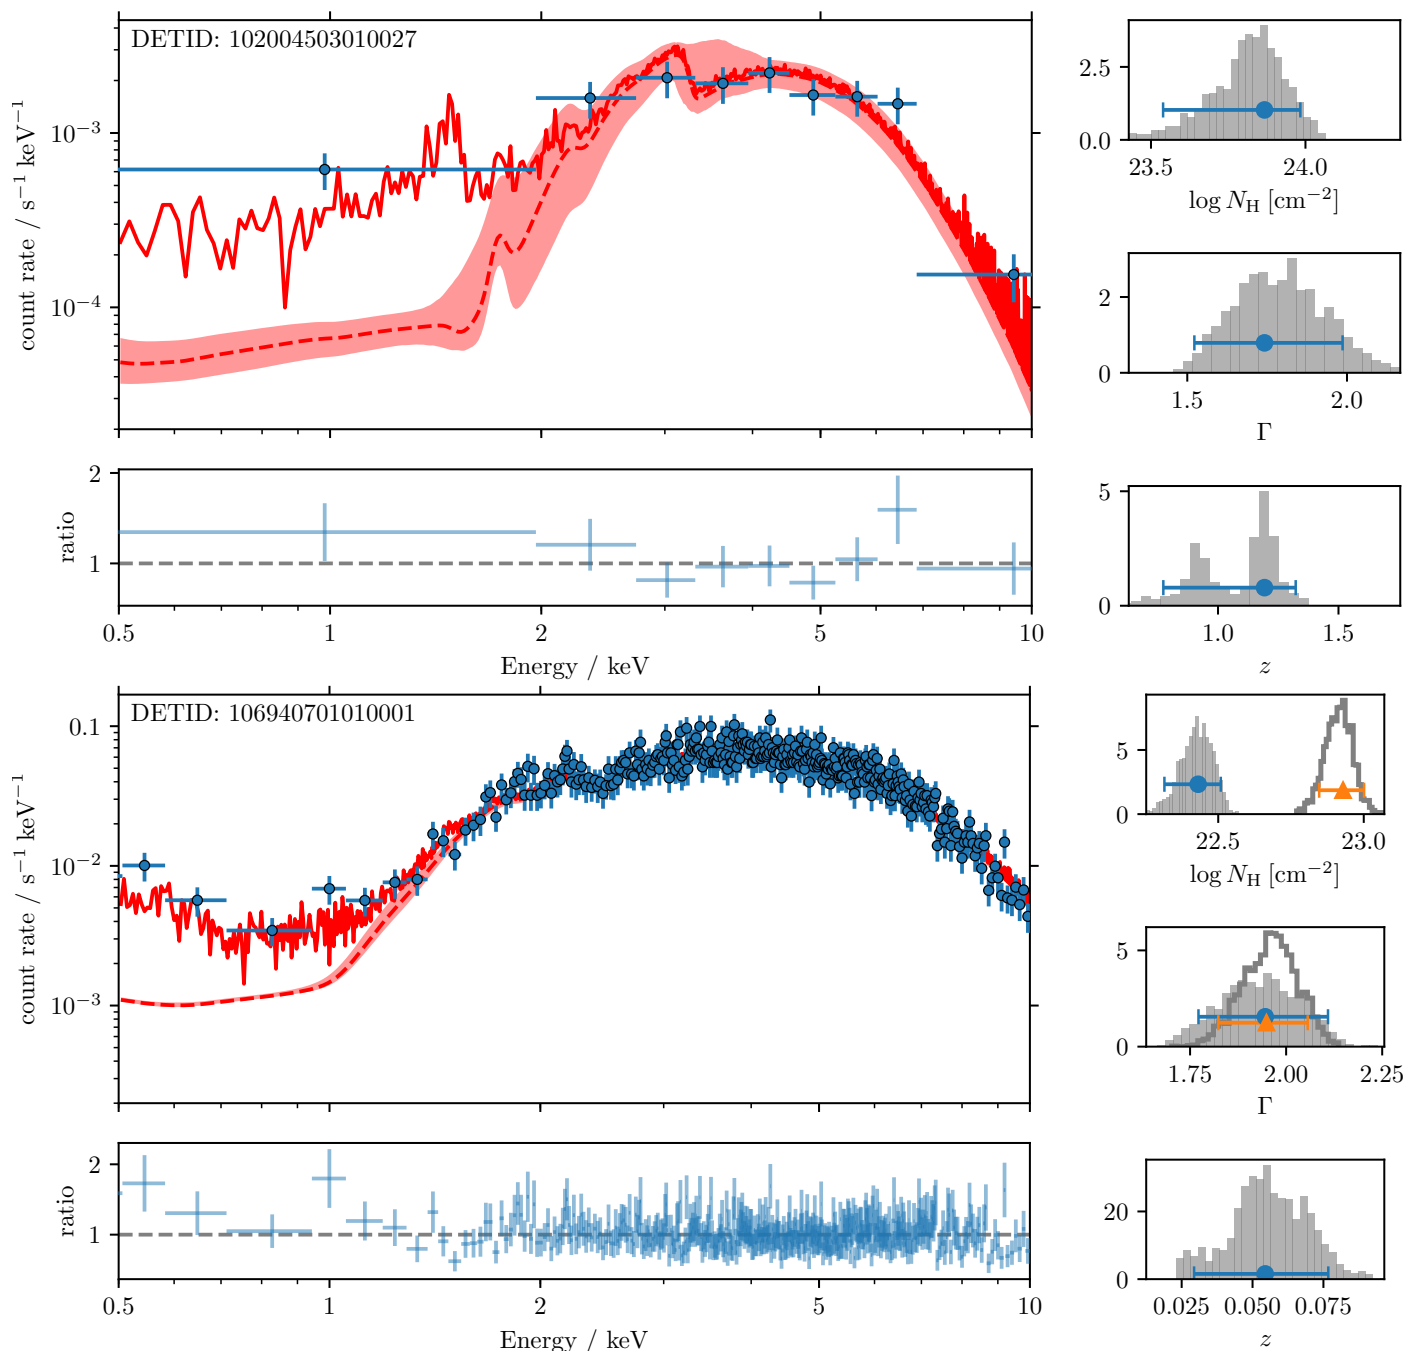 DETID: 102004503010027
count rate / s⁻¹ keV⁻¹
10⁻³
10⁻⁴
ratio
2
1
0.5 1 2 5 10
Energy / keV
2.5
0.0
23.5 24.0
log N_H [cm⁻²]
2
0
1.5 2.0
Γ
5
0
1.0 1.5
z
DETID: 106940701010001
count rate / s⁻¹ keV⁻¹
0.1
10⁻²
10⁻³
ratio
2
1
0.5 1 2 5 10
Energy / keV
5
0
22.5 23.0
log N_H [cm⁻²]
5
0
1.75 2.00 2.25
Γ
20
0
0.025 0.050 0.075
z